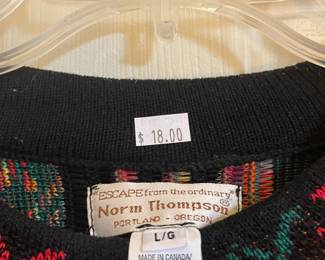 $ 18.00
ESCAPE from the ordinary®
Norm Thompson
PORTLAND - OREGON
L/G
MADE IN CANADA/